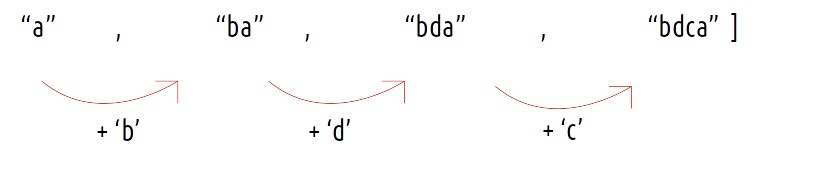 “a” , “ba” , “bda” , “bdca” ]
+ ‘b’ + ‘d’ + ‘c’